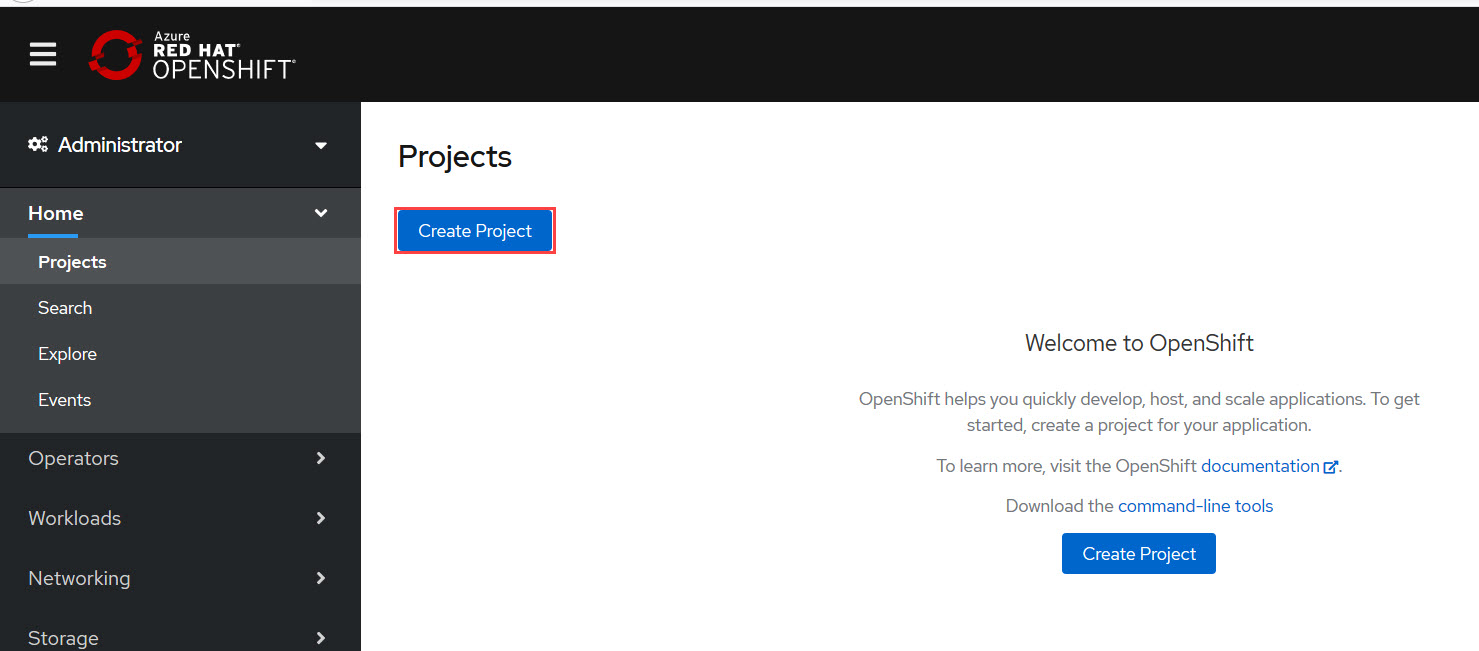 Azure
RED HAT®
OPENSHIFT®
Administrator
Home
Projects
Search
Explore
Events
Operators
Workloads
Networking
Storage
Projects
Create Project
Welcome to OpenShift
OpenShift helps you quickly develop, host, and scale applications. To get
started, create a project for your application.
To learn more, visit the OpenShift documentation.
Download the command-line tools
Create Project